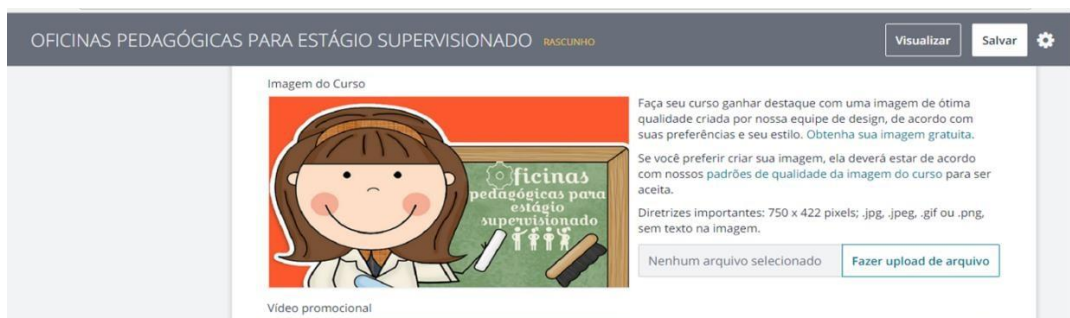 OFICINAS PEDAGÓGICAS PARA ESTÁGIO SUPERVISIONADO RASCUNHO
Visualizar
Salvar
Imagem do Curso
Oficinas
pedagógicas para
estágio
supervisionado
Faça seu curso ganhar destaque com uma imagem de ótima
qualidade criada por nossa equipe de design, de acordo com
suas preferências e seu estilo. Obtenha sua imagem gratuita.
Se você preferir criar sua imagem, ela deverá estar de acordo
com nossos padrões de qualidade da imagem do curso para ser
aceita.
Diretrizes importantes: 750 x 422 pixels; .jpg, .jpeg, .gif ou .png,
sem texto na imagem.
Nenhum arquivo selecionado
Fazer upload de arquivo
Vídeo promocional